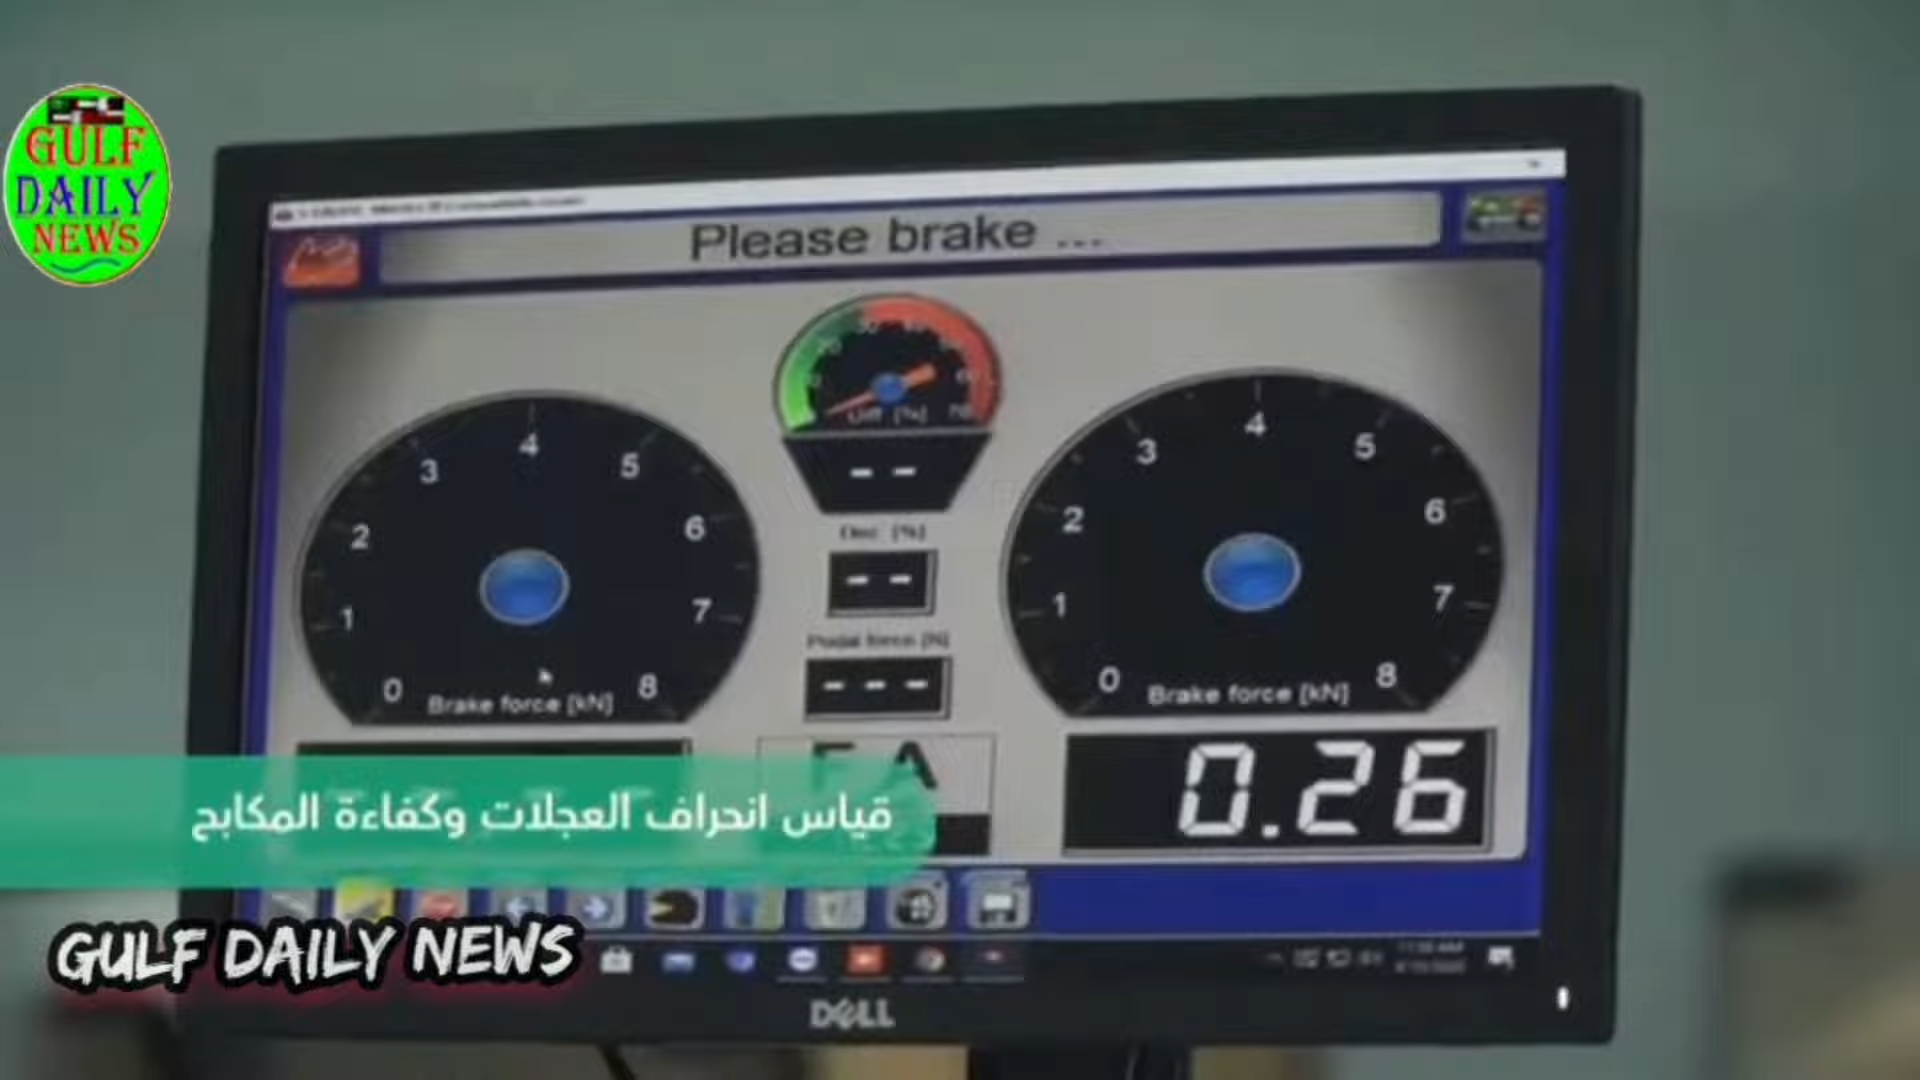 GULF
DAILY
NEWS
Please brake ...
Diff [%]
70
- -
[%]
- -
Pedal force [N]
- - -
0 1 2 3 4 5 6 7 8
Brake force [kN]
0 1 2 3 4 5 6 7 8
Brake force [kN]
0.26
قياس انحراف العجلات وكفاءة المكابح
GULF DAILY NEWS
DELL